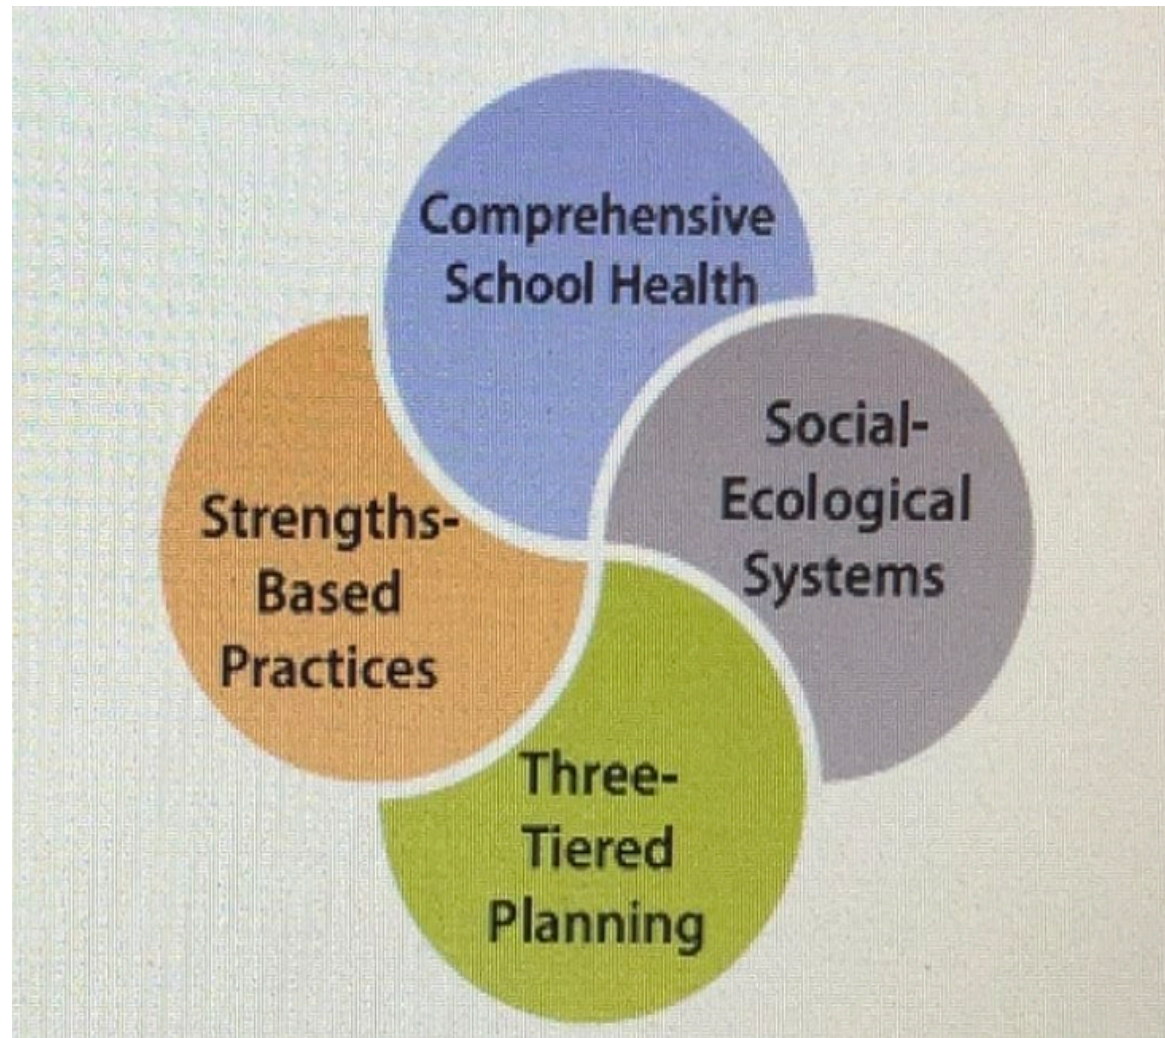 Comprehensive
School Health
Social-
Ecological
Systems
Strengths-
Based
Practices
Three-
Tiered
Planning